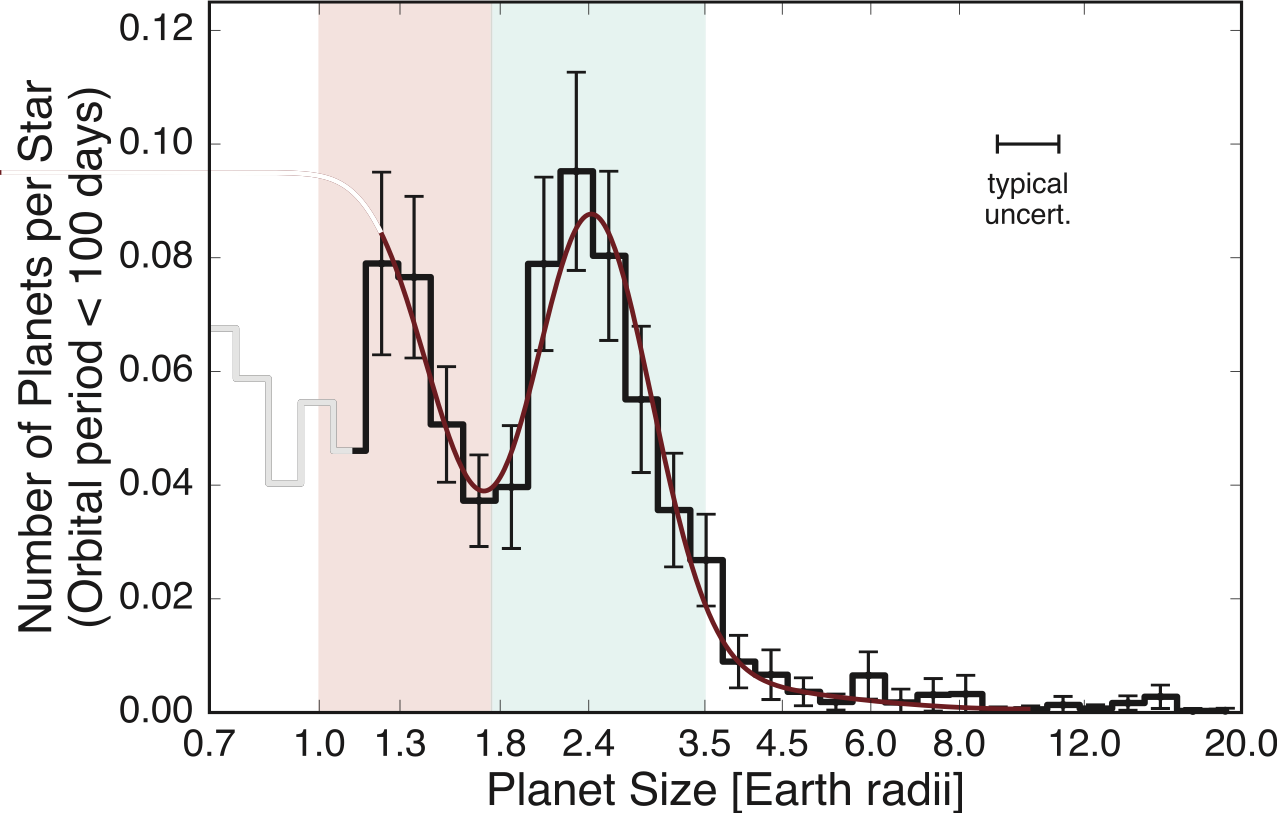 Number of Planets per Star
(Orbital period < 100 days)
0.12
0.10
0.08
0.06
0.04
0.02
0.00
typical
uncert.
0.7 1.0 1.3 1.8 2.4 3.5 4.5 6.0 8.0 12.0 20.0
Planet Size [Earth radii]